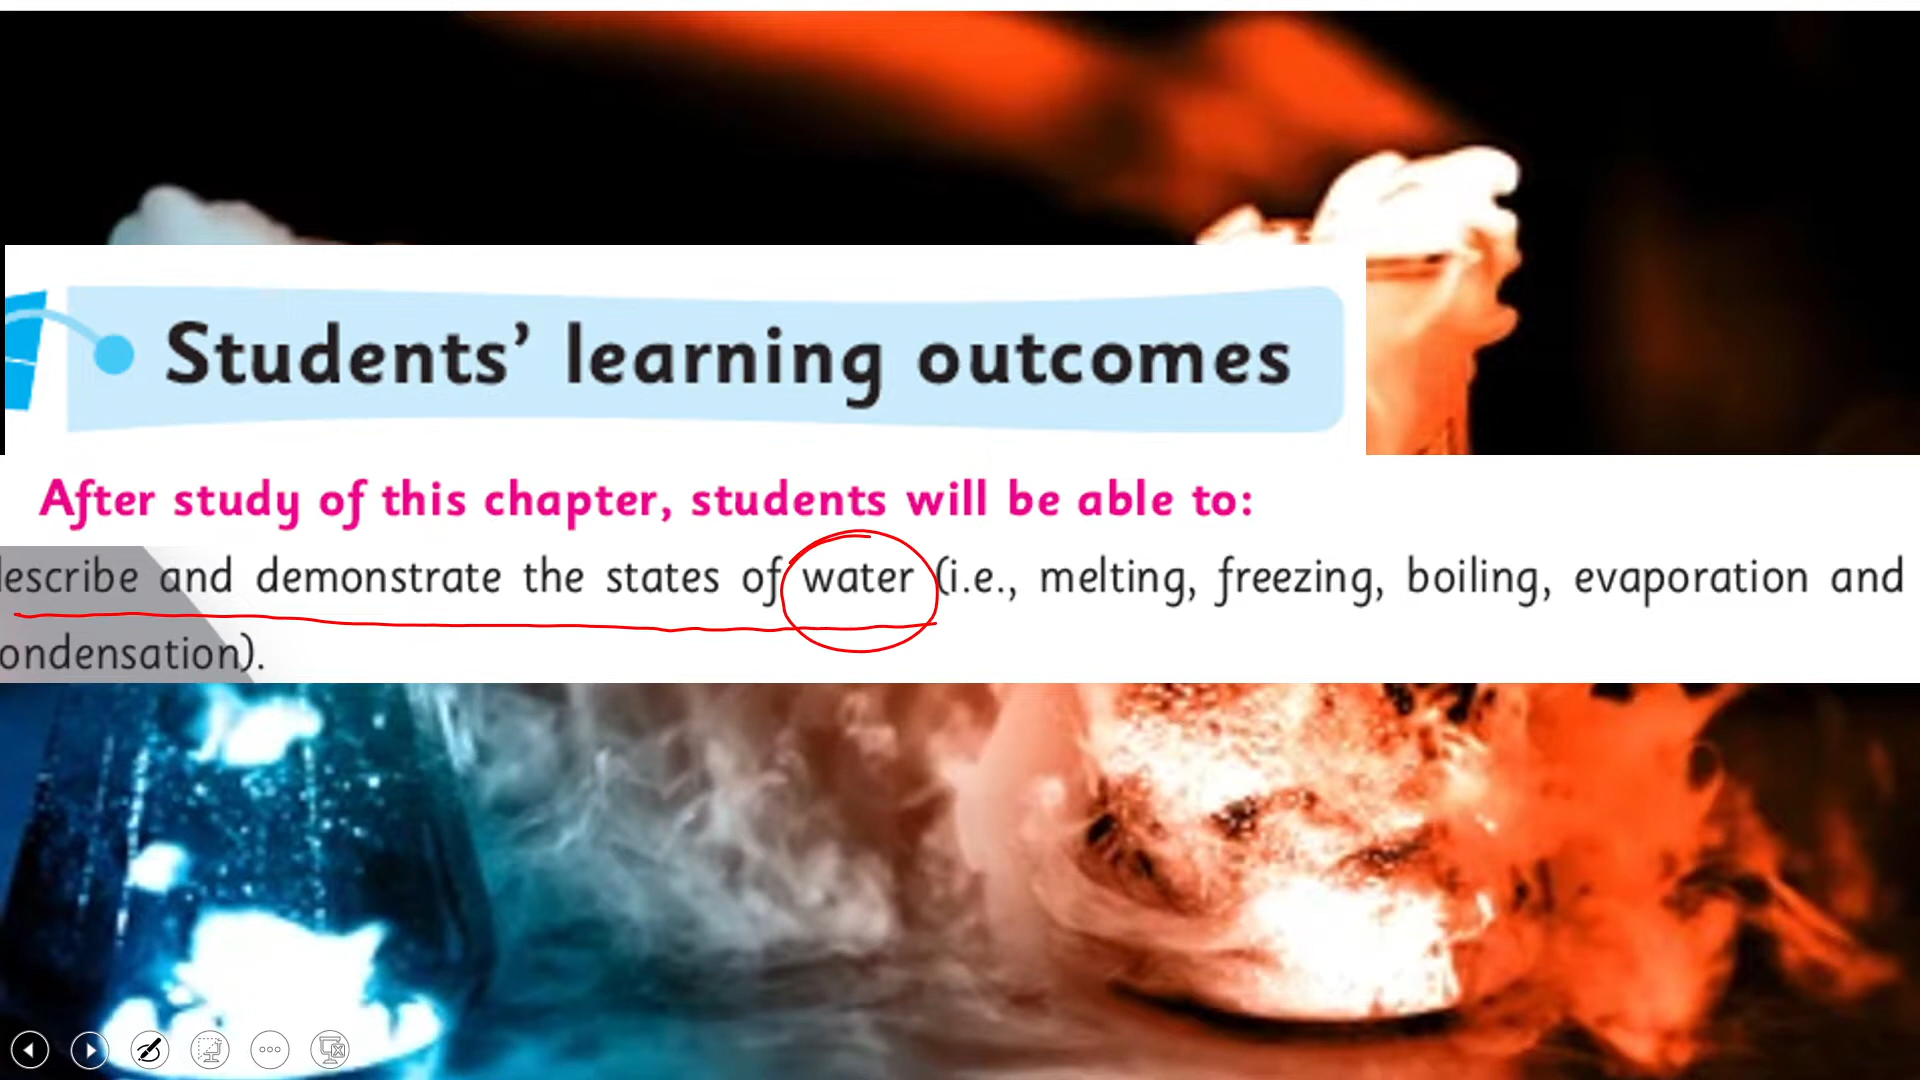 Students’ learning outcomes
After study of this chapter, students will be able to:
escribe and demonstrate the states of water (i.e., melting, freezing, boiling, evaporation and
ondensation).